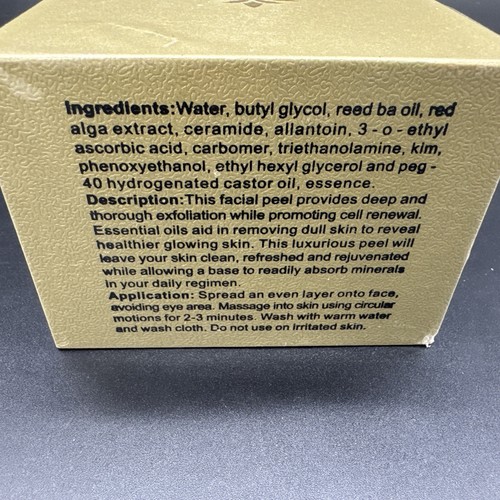 Ingredients:Water, butyl glycol, reed ba oil, red
alga extract, ceramide, allantoin, 3 - o - ethyl
ascorbic acid, carbomer, triethanolamine, kim,
phenoxyethanol, ethyl hexyl glycerol and peg -
40 hydrogenated castor oil, essence.
Description:This facial peel provides deep and
thorough exfoliation while promoting cell renewal.
Essential oils aid in removing dull skin to reveal
healthier glowing skin. This luxurious peel will
leave your skin clean, refreshed and rejuvenated
while allowing a base to readily absorb minerals
in your daily regimen.
Application: Spread an even layer onto face,
avoiding eye area. Massage into skin using circular
motions for 2-3 minutes. Wash with warm water
and wash cloth. Do not use on irritated skin.